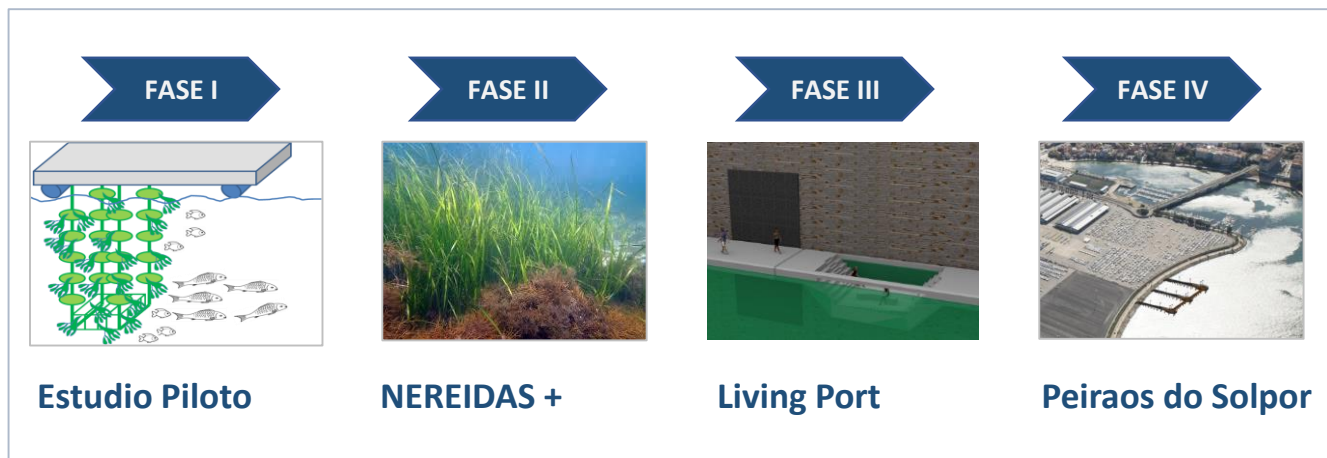 FASE I
FASE II
FASE III
FASE IV
Estudio Piloto
NEREIDAS +
Living Port
Peiraos do Solpor